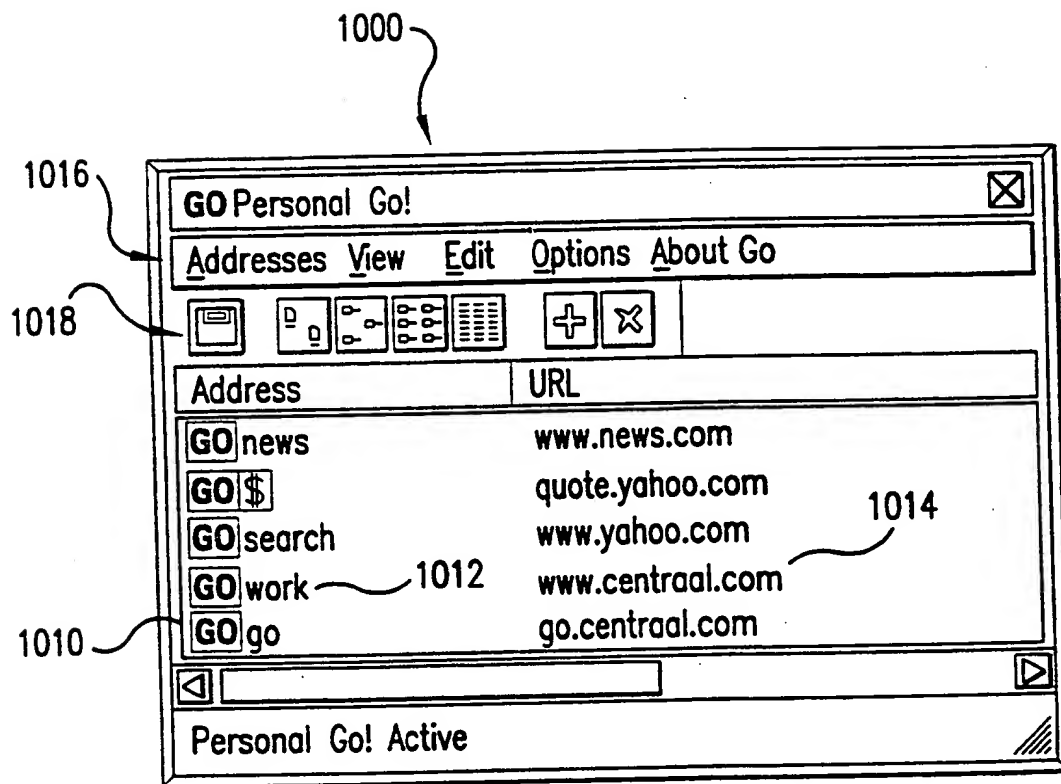 1000
1016
GO Personal Go!
Addresses View Edit Options About Go
1018
Address URL
GO news www.news.com
GO $ quote.yahoo.com
1014
GO search www.yahoo.com
GO work 1012 www.centraal.com
1010
GO go go.centraal.com
Personal Go! Active